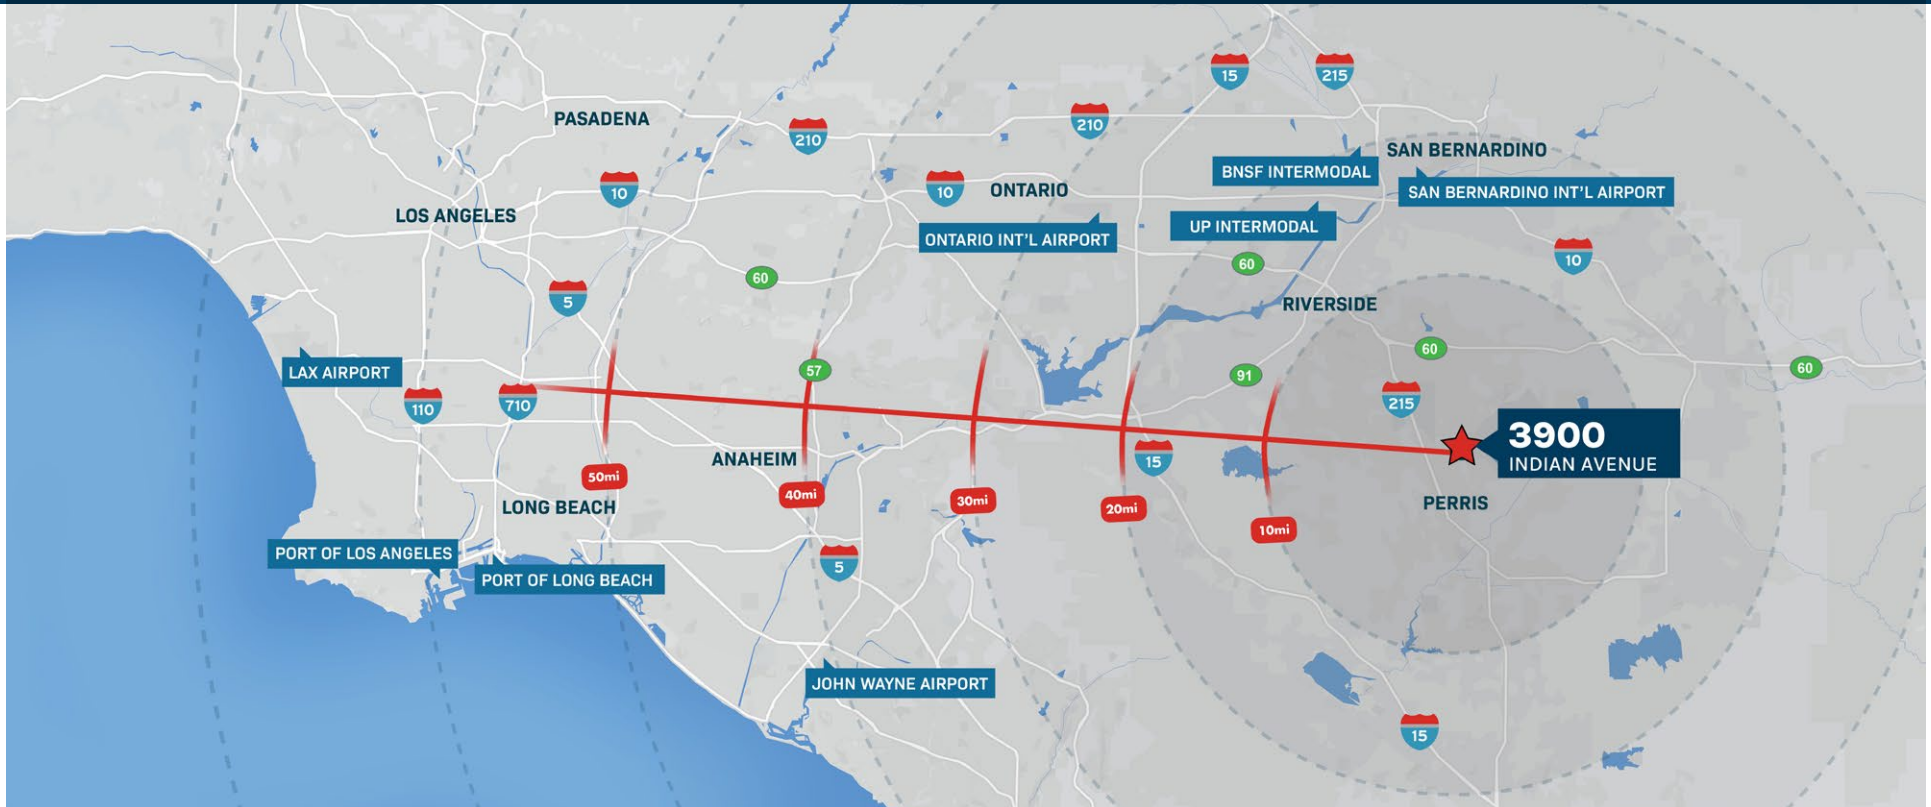 15
215
PASADENA
210
210
SAN BERNARDINO
BNSF INTERMODAL
10
10
ONTARIO
SAN BERNARDINO INT'L AIRPORT
LOS ANGELES
UP INTERMODAL
ONTARIO INT'L AIRPORT
60
60
10
5
RIVERSIDE
60
60
LAX AIRPORT
57
91
110
710
215
3900
INDIAN AVENUE
ANAHEIM
15
50mi
40mi
30mi
20mi
10mi
PERRIS
LONG BEACH
PORT OF LOS ANGELES
5
PORT OF LONG BEACH
JOHN WAYNE AIRPORT
15